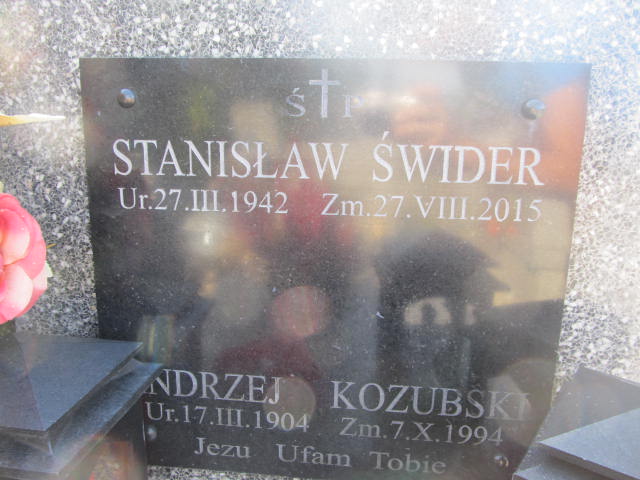 Ś † P
STANISŁAW ŚWIDER
Ur.27.III.1942 Zm.27.VIII.2015
ANDRZEJ KOZUBSKI
Ur.17.III.1904 Zm.7.X.1994
Jezu Ufam Tobie